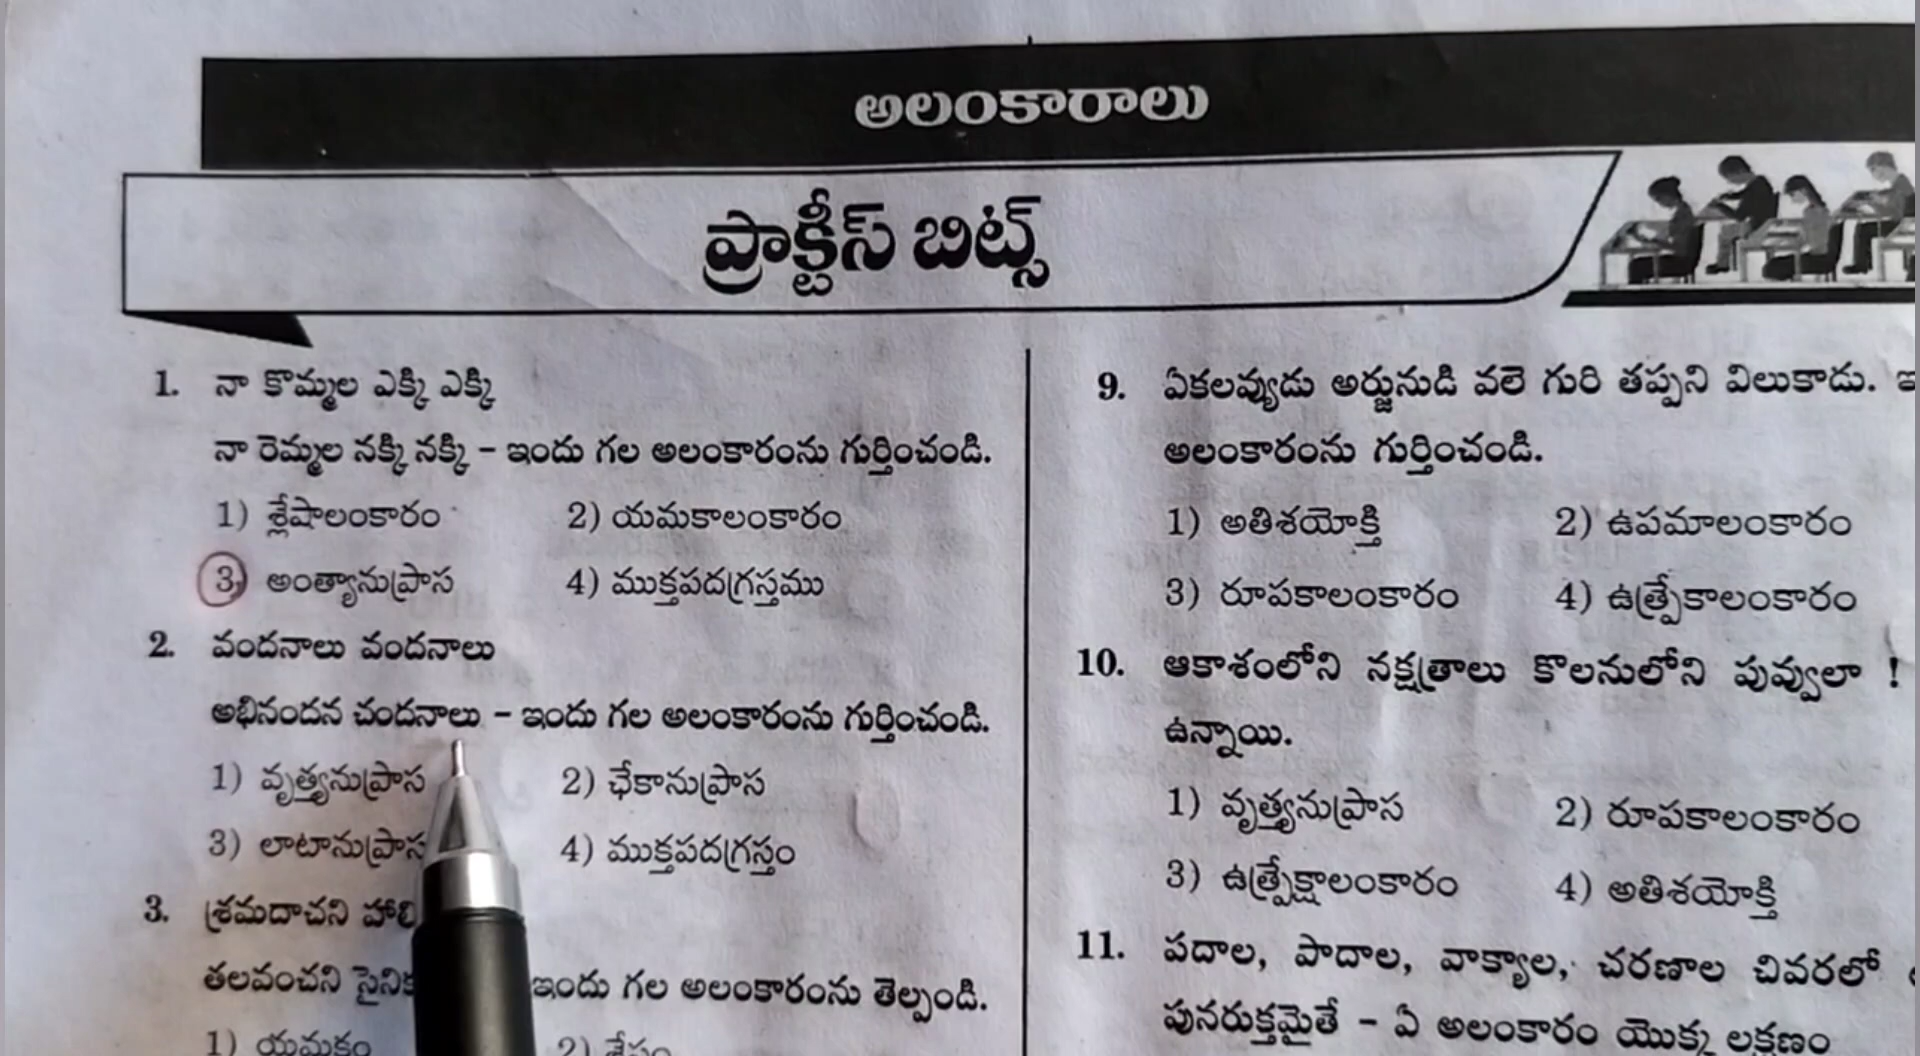 అలంకారాలు
ప్రాక్టీస్ బిట్స్
1. నా కొమ్మల ఎక్కి ఎక్కి
నా రెమ్మల నక్కి నక్కి – ఇందు గల అలంకారంను గుర్తించండి.
1) శ్లేషాలంకారం 2) యమకాలంకారం
3) అంత్యానుప్రాస 4) ముక్తపదగ్రస్తము
2. వందనాలు వందనాలు
అభినందన చందనాలు – ఇందు గల అలంకారంను గుర్తించండి.
1) వృత్త్యనుప్రాస 2) ఛేకానుప్రాస
3) లాటానుప్రాస 4) ముక్తపదగ్రస్తం
3. శ్రమదాచని
తలవంచని ఇందు గల అలంకారంను తెల్పండి.
1) యమకం 2) శ్లేషం
9. ఏకలవ్యుడు అర్జునుడి వలె గురి తప్పని విలుకాడు.
అలంకారంను గుర్తించండి.
1) అతిశయోక్తి 2) ఉపమాలంకారం
3) రూపకాలంకారం 4) ఉత్ప్రేకాలంకారం
10. ఆకాశంలోని నక్షత్రాలు కొలనులోని పువ్వులా !
ఉన్నాయి.
1) వృత్త్యనుప్రాస 2) రూపకాలంకారం
3) ఉత్ప్రేక్షాలంకారం 4) అతిశయోక్తి
11. పదాల, పాదాల, వాక్యాల, చరణాల చివరలో
పునరుక్తమైతే – ఏ అలంకారం యొక్క లక్షణం